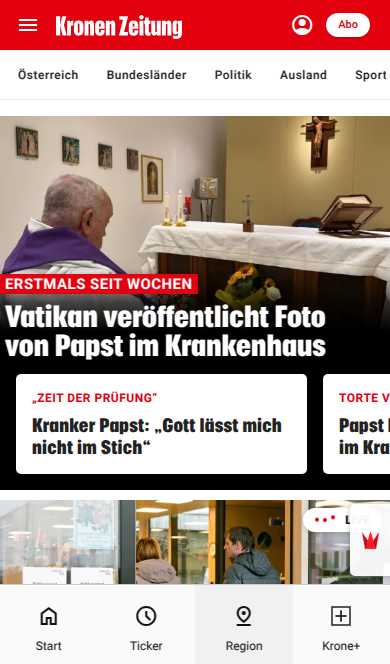 Kronen Zeitung
Abo
Österreich
Bundesländer
Politik
Ausland
Sport
ERSTMALS SEIT WOCHEN
Vatikan veröffentlicht Foto
von Papst im Krankenhaus
„ZEIT DER PRÜFUNG“
Kranker Papst: „Gott lässt mich
nicht im Stich“
TORTE V
Papst
im Kra
Start
Ticker
Region
Krone+